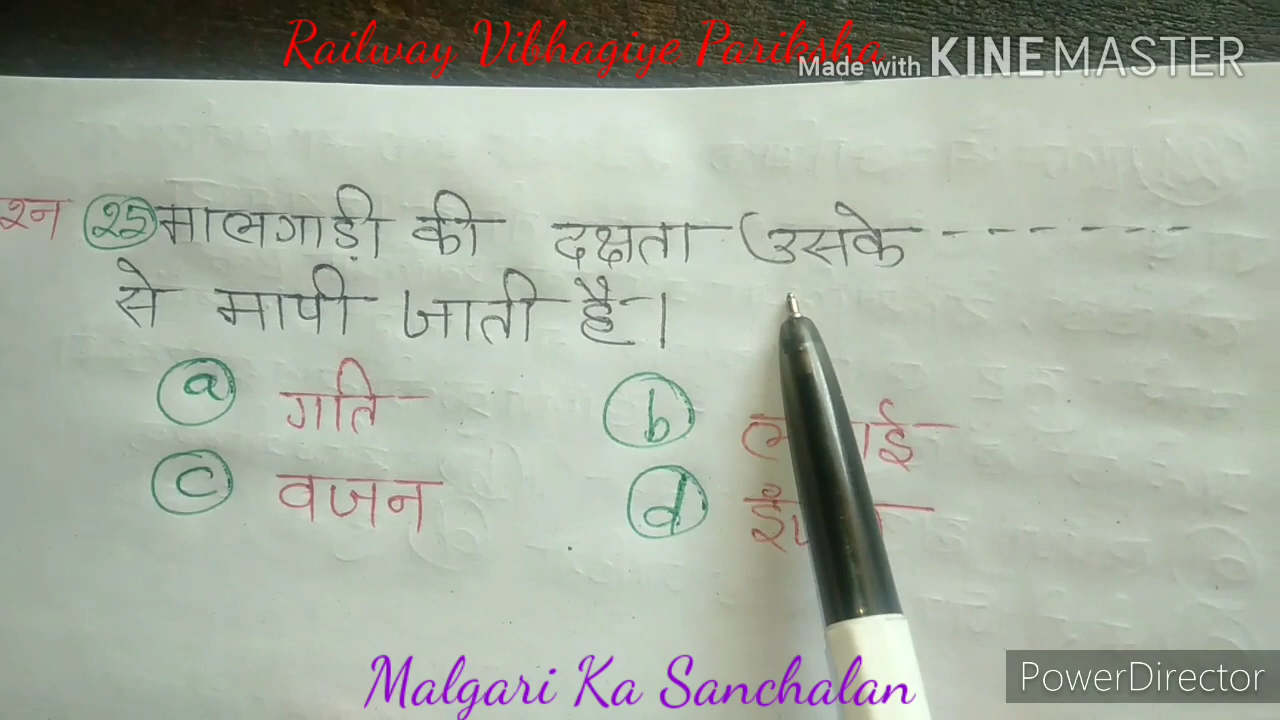 Railway Vibhagiye Pariksha
Made with KINEMASTER
श्न 25 मालगाड़ी की दक्षता उसके - - - - - - -
से मापी जाती है।
a गति b
c वजन d
Malgari Ka Sanchalan
PowerDirector